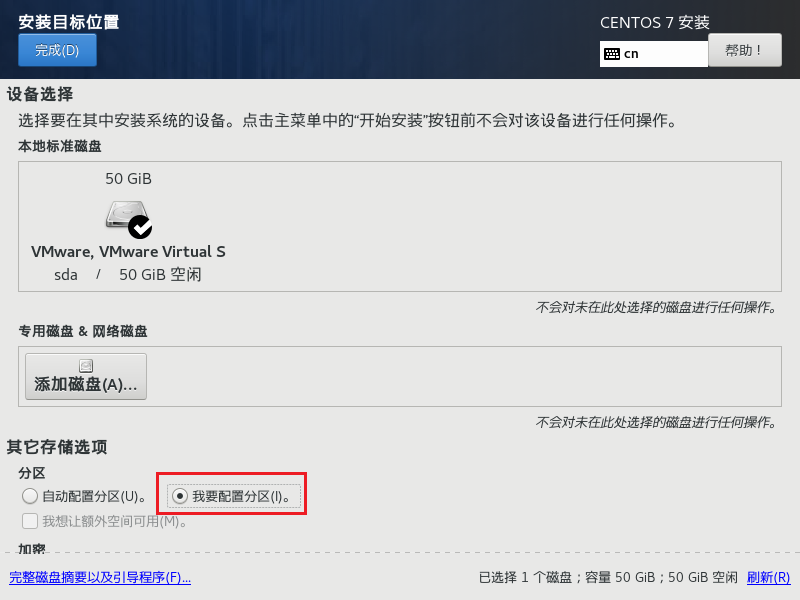 安装目标位置
CENTOS 7 安装
完成(D)
cn
帮助！
设备选择
选择要在其中安装系统的设备。点击主菜单中的“开始安装”按钮前不会对该设备进行任何操作。
本地标准磁盘
50 GiB
VMware, VMware Virtual S
sda / 50 GiB 空闲
不会对未在此处选择的磁盘进行任何操作。
专用磁盘 & 网络磁盘
添加磁盘(A)...
不会对未在此处选择的磁盘进行任何操作。
其它存储选项
分区
自动配置分区(U)。 我要配置分区(I)。
我想让额外空间可用(M)。
加密
完整磁盘摘要以及引导程序(F)... 已选择 1 个磁盘；容量 50 GiB；50 GiB 空闲 刷新(R)